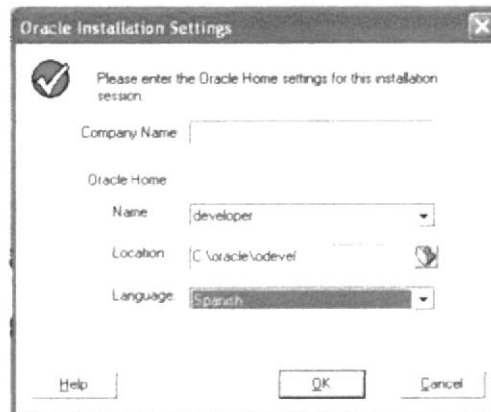 Oracle Installation Settings
Please enter the Oracle Home settings for this installation
session.
Company Name
Oracle Home
Name
developer
Location
C:\oracle\odevel
Language:
Spanish
Help
OK
Cancel